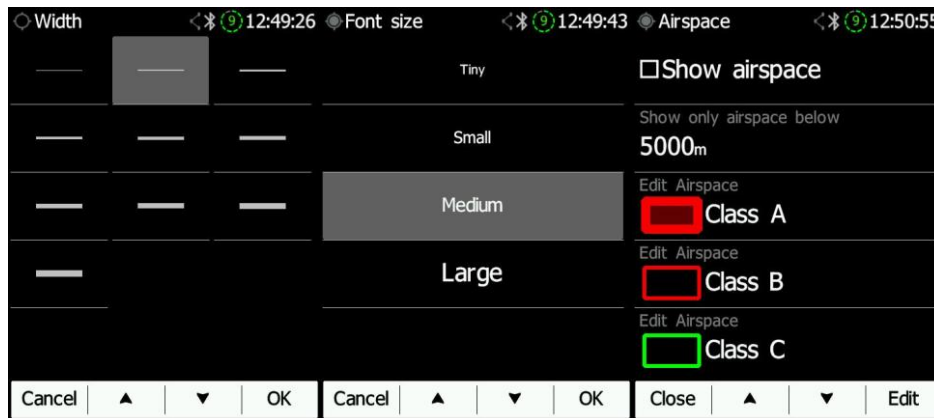 Width 9 12:49:26
Cancel ▲ ▼ OK
Font size 9 12:49:43
Tiny
Small
Medium
Large
Cancel ▲ ▼ OK
Airspace 9 12:50:55
☐Show airspace
Show only airspace below
5000m
Edit Airspace
Class A
Edit Airspace
Class B
Edit Airspace
Class C
Close ▲ ▼ Edit